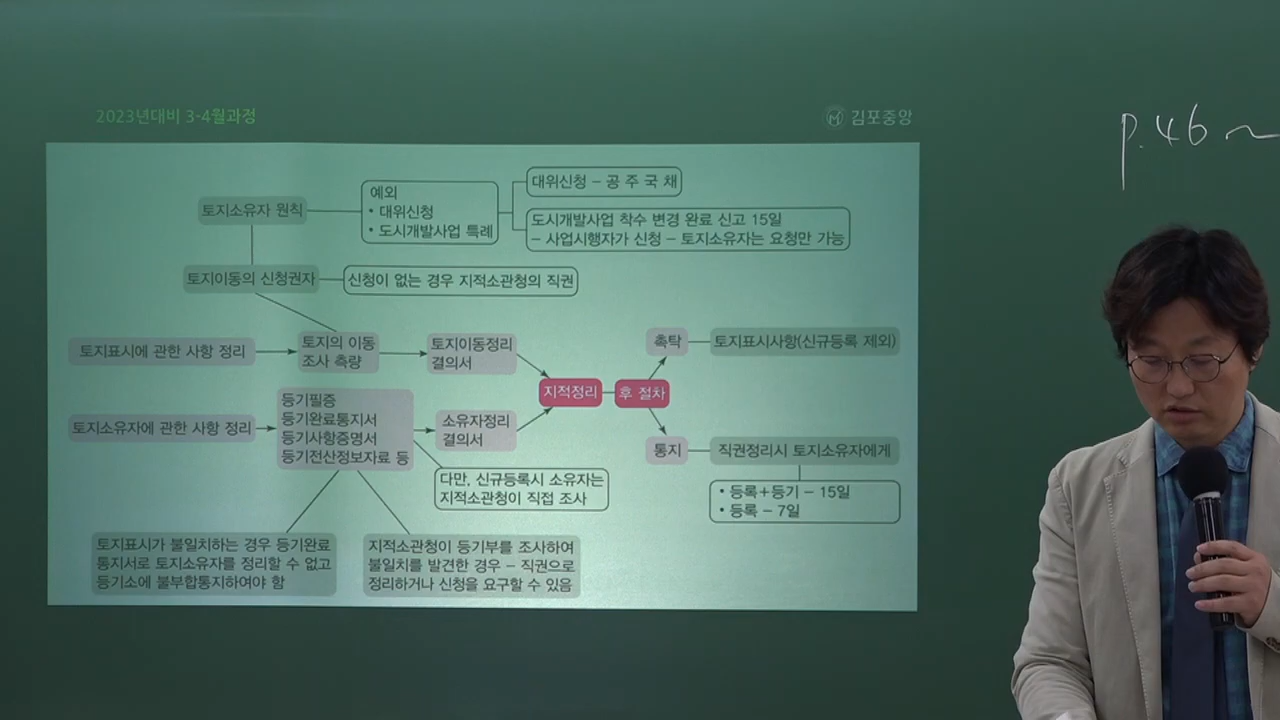 2023년대비 3-4월과정
김포중앙
p.46~
토지소유자 원칙
예외
• 대위신청
• 도시개발사업 특례
대위신청 – 공 주 국 채
도시개발사업 착수 변경 완료 신고 15일
– 사업시행자가 신청 – 토지소유자는 요청만 가능
토지이동의 신청권자
신청이 없는 경우 지적소관청의 직권
토지표시에 관한 사항 정리
토지의 이동
조사 측량
토지이동정리
결의서
토지소유자에 관한 사항 정리
등기필증
등기완료통지서
등기사항증명서
등기전산정보자료 등
소유자정리
결의서
다만, 신규등록시 소유자는
지적소관청이 직접 조사
지적정리
후 절차
촉탁
토지표시사항(신규등록 제외)
통지
직권정리시 토지소유자에게
• 등록+등기 – 15일
• 등록 – 7일
토지표시가 불일치하는 경우 등기완료
통지서로 토지소유자를 정리할 수 없고
등기소에 불부합통지하여야 함
지적소관청이 등기부를 조사하여
불일치를 발견한 경우 – 직권으로
정리하거나 신청을 요구할 수 있음